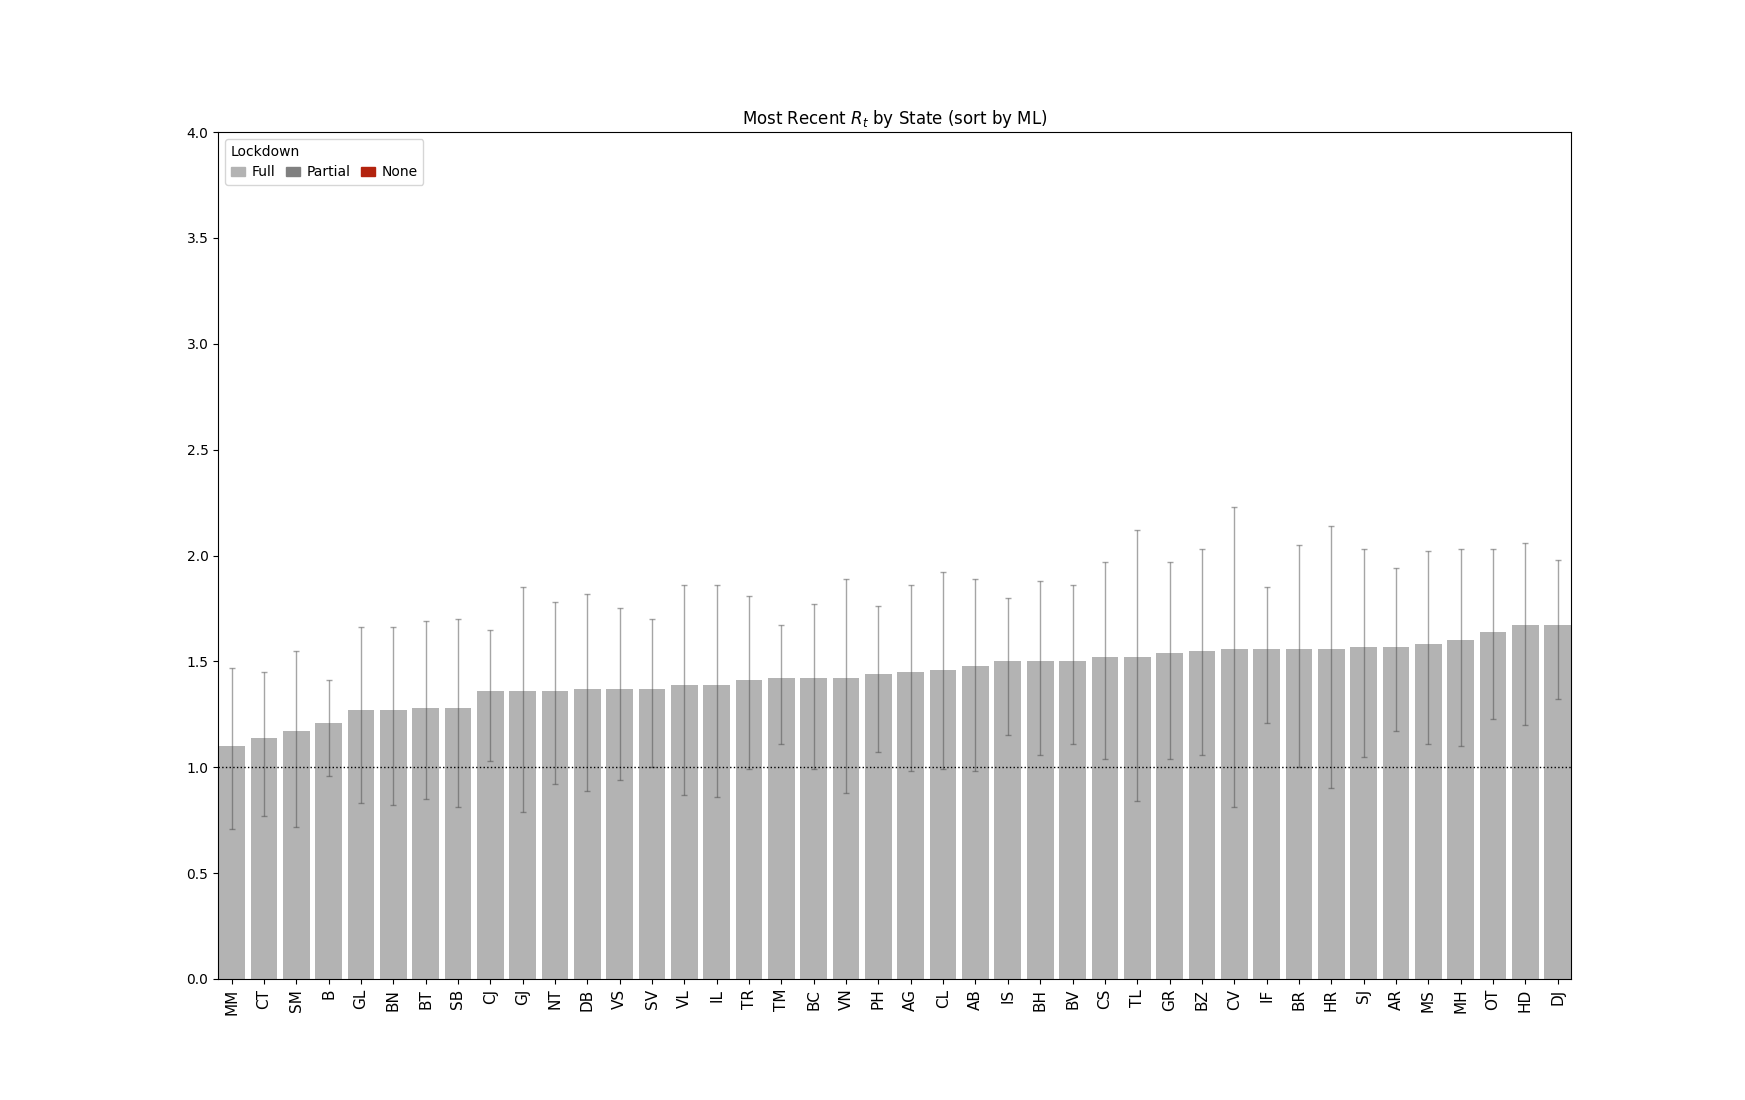 Most Recent Rt by State (sort by ML)
4.0
Lockdown
Full Partial None
3.5
3.0
2.5
2.0
1.5
1.0
0.5
0.0
MM CT SM B GL BN BT SB CJ GJ NT DB VS SV VL IL TR TM BC VN PH AG CL AB IS BH BV CS TL GR BZ CV IF BR HR SJ AR MS MH OT HD DJ